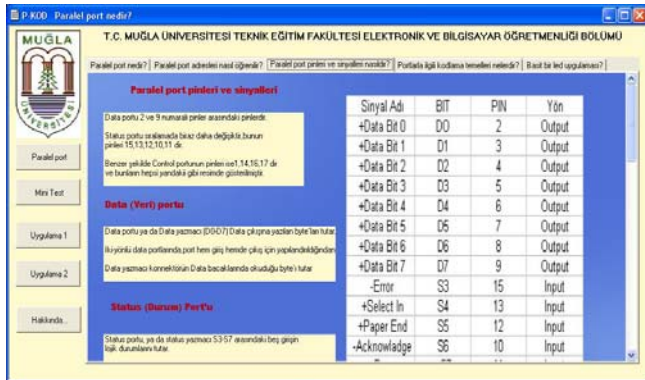 P-KOD Paralel port nedir?
MUĞLA
ÜNİVERSİTESİ
T.C. MUĞLA ÜNİVERSİTESİ TEKNİK EĞİTİM FAKÜLTESİ ELEKTRONİK VE BİLGİSAYAR ÖĞRETMENLİĞİ BÖLÜMÜ
Paralel port nedir? Paralel port adresleri nasıl öğrenilir? Paralel port pinleri ve sinyalleri nasıldır? Portlarla ilgili kodlama temelleri nelerdir? Basit bir led uygulaması?
Paralel port
Mini Test
Uygulama 1
Uygulama 2
Hakkında...
Paralel port pinleri ve sinyalleri
Data portu 2 ve 9 numaralı pinler arasındaki pinlerdir.
Status portu sıralamada biraz daha değişiktir,bunun
pinleri 15,13,12,10,11 dir.
Benzer şekilde Control portunun pinleri ise1,14,16,17 dir
ve bunların hepsi yandaki gibi resimde gösterilmiştir.
Data (Veri) portu
Data portu ya da Data yazmacı (D0-D7) Data çıkışına yazılan byte'ları tutar.
İki yönlü data portlarında,port hem giriş hemde çıkış için yapılandırıldığından
Data yazmacı konnektörün Data bacaklarında okuduğu byte'ı tutar
Status (Durum) Port'u
Status portu, ya da status yazmacı S3-S7 arasındaki beş girişin
lojik durumlarını tutar.
Sinyal Adı BIT PIN Yön
+Data Bit 0 D0 2 Output
+Data Bit 1 D1 3 Output
+Data Bit 2 D2 4 Output
+Data Bit 3 D3 5 Output
+Data Bit 4 D4 6 Output
+Data Bit 5 D5 7 Output
+Data Bit 6 D6 8 Output
+Data Bit 7 D7 9 Output
-Error S3 15 Input
+Select In S4 13 Input
+Paper End S5 12 Input
-Acknowladge S6 10 Input